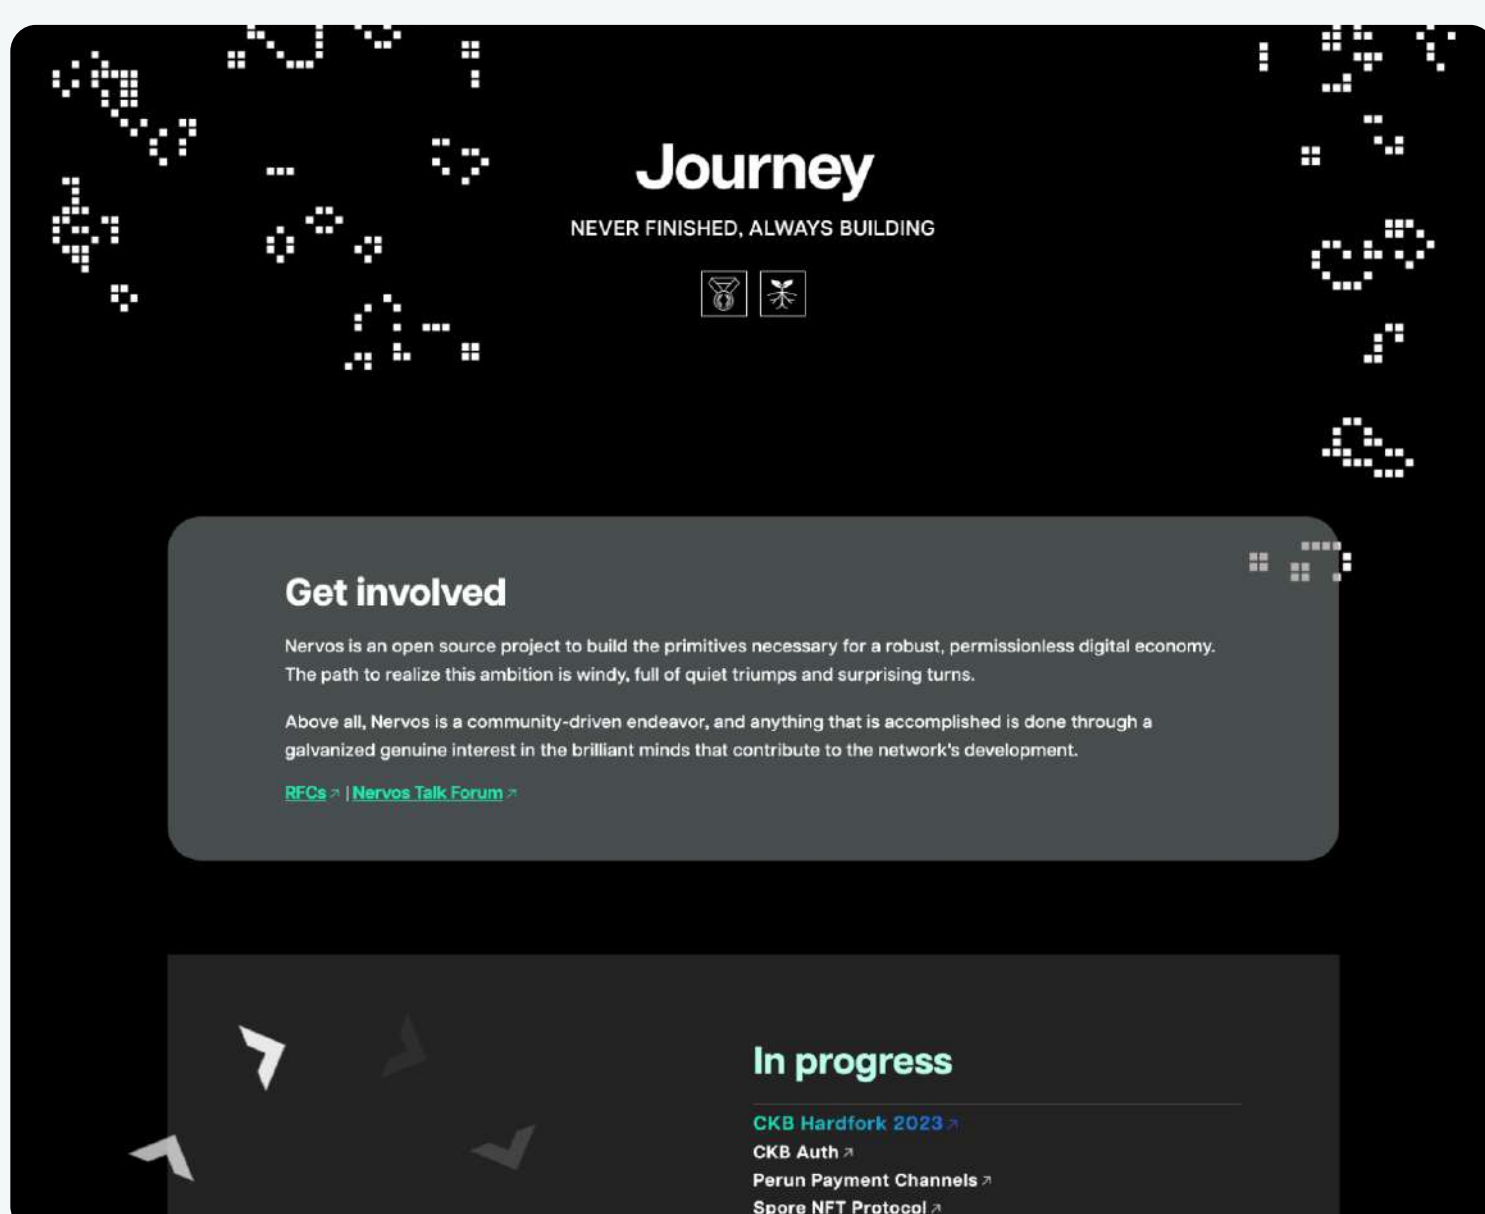 Journey
NEVER FINISHED, ALWAYS BUILDING
Get involved
Nervos is an open source project to build the primitives necessary for a robust, permissionless digital economy.
The path to realize this ambition is windy, full of quiet triumps and surprising turns.
Above all, Nervos is a community-driven endeavor, and anything that is accomplished is done through a
galvanized genuine interest in the brilliant minds that contribute to the network's development.
RFCs↗ | Nervos Talk Forum↗
In progress
CKB Hardfork 2023↗
CKB Auth↗
Perun Payment Channels↗
Spore NFT Protocol↗